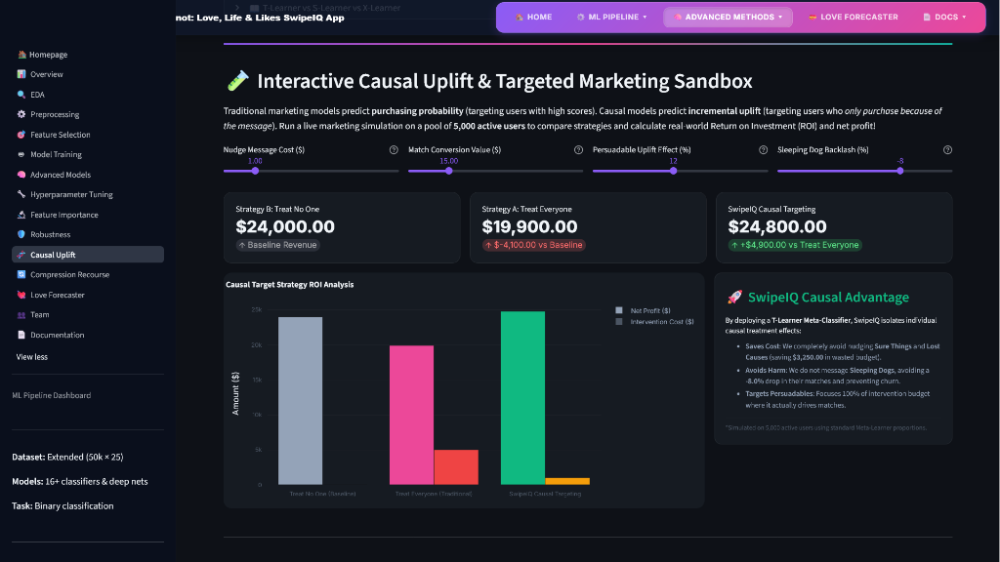 T-Learner vs S-Learner vs X-Learner
not: Love, Life & Likes SwipeIQ App
HOME
ML PIPELINE
ADVANCED METHODS
LOVE FORECASTER
DOCS
Homepage
Overview
EDA
Preprocessing
Feature Selection
Model Training
Advanced Models
Hyperparameter Tuning
Feature Importance
Robustness
Causal Uplift
Compression Recourse
Love Forecaster
Team
Documentation
View less
ML Pipeline Dashboard
Dataset: Extended (50k × 25)
Models: 16+ classifiers & deep nets
Task: Binary classification
Interactive Causal Uplift & Targeted Marketing Sandbox
Traditional marketing models predict purchasing probability (targeting users with high scores). Causal models predict incremental uplift (targeting users who only purchase because of
the message). Run a live marketing simulation on a pool of 5,000 active users to compare strategies and calculate real-world Return on Investment (ROI) and net profit!
Nudge Message Cost ($)
1.00
Match Conversion Value ($)
15.00
Persuadable Uplift Effect (%)
12
Sleeping Dog Backlash (%)
-8
Strategy B: Treat No One
$24,000.00
↑ Baseline Revenue
Strategy A: Treat Everyone
$19,900.00
↑ $-4,100.00 vs Baseline
SwipeIQ Causal Targeting
$24,800.00
↑ +$4,900.00 vs Treat Everyone
Causal Target Strategy ROI Analysis
Amount ($)
25k
20k
15k
10k
5k
0
Treat No One (Baseline)
Treat Everyone (Traditional)
SwipeIQ Causal Targeting
Net Profit ($)
Intervention Cost ($)
SwipeIQ Causal Advantage
By deploying a T-Learner Meta-Classifier, SwipeIQ isolates individual
causal treatment effects:
• Saves Cost: We completely avoid nudging Sure Things and Lost
Causes (saving $3,250.00 in wasted budget).
• Avoids Harm: We do not message Sleeping Dogs, avoiding a
-8.0% drop in their matches and preventing churn.
• Targets Persuadables: Focuses 100% of intervention budget
where it actually drives matches.
*Simulated on 5,000 active users using standard Meta-Learner proportions.